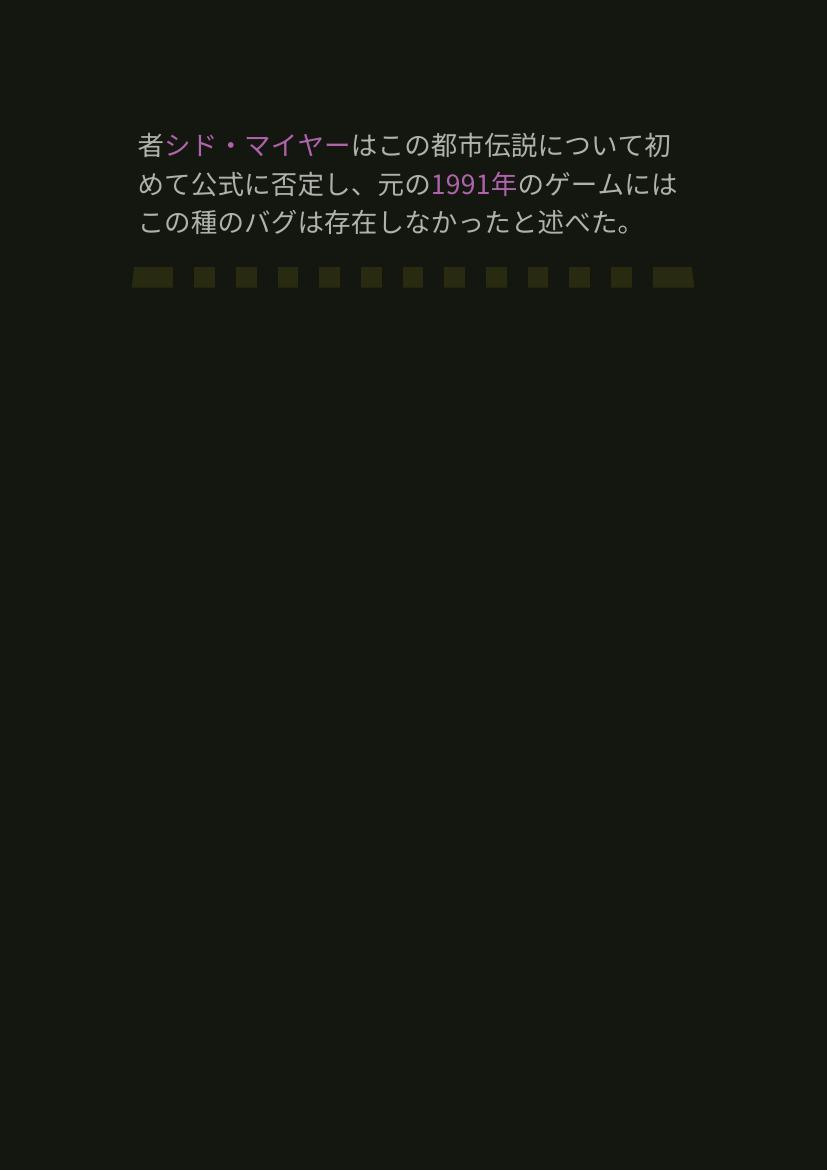 者シド・マイヤーはこの都市伝説について初
めて公式に否定し、元の1991年のゲームには
この種のバグは存在しなかったと述べた。